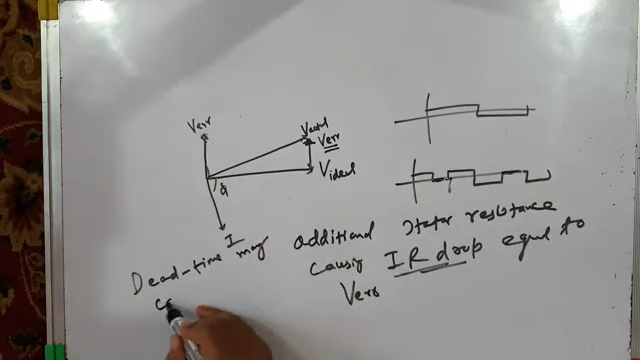 Verr
Vactual
Verr
Videal
φ
I
Dead-time may additional stator resistance
causing IR drop equal to
Verr